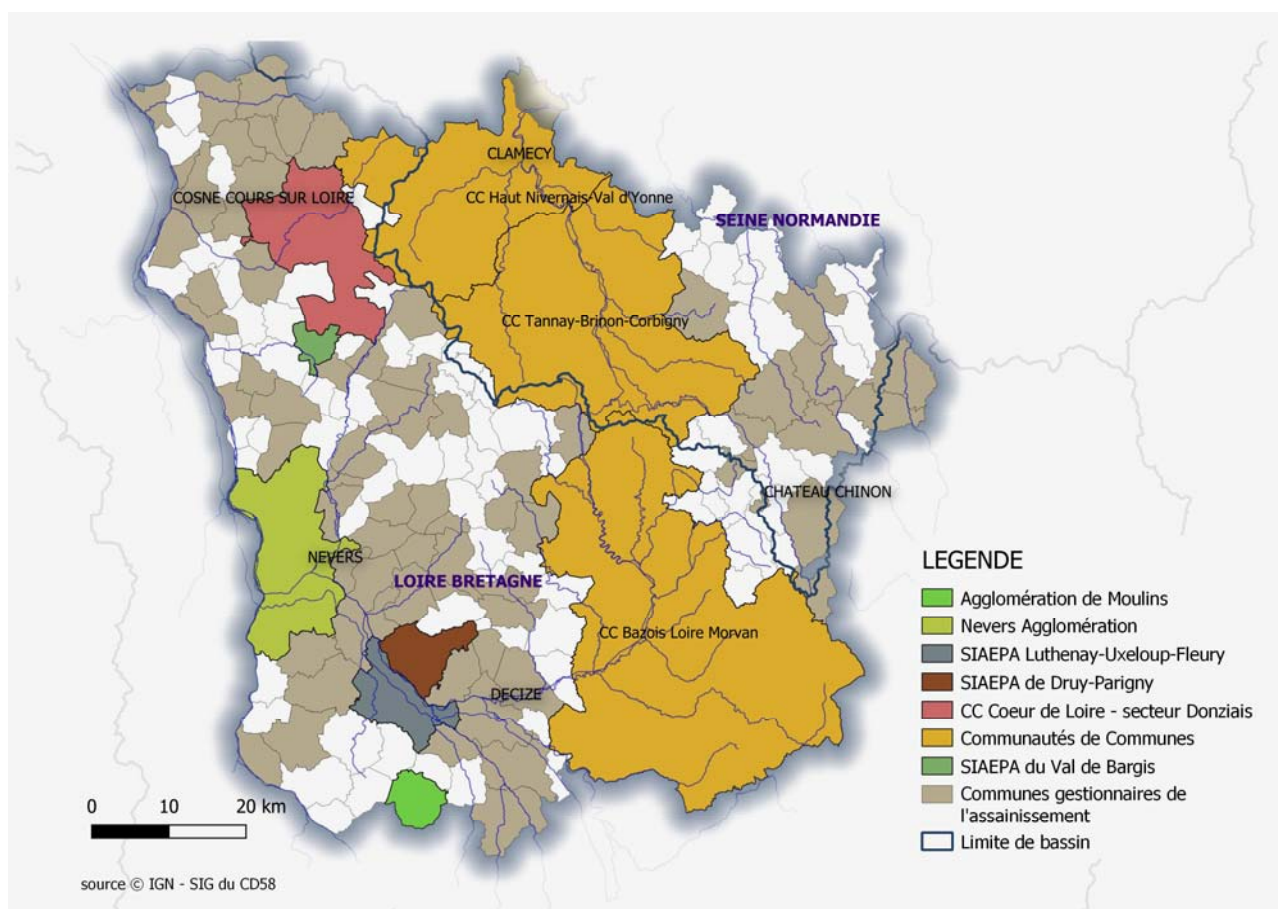 CLAMECY
COSNE COURS SUR LOIRE
CC Haut Nivernais-Val d'Yonne
SEINE NORMANDIE
CC Tannay-Brinon-Corbigny
CHATEAU CHINON
NEVERS
LOIRE BRETAGNE
CC Bazois Loire Morvan
DECIZE
LEGENDE
Agglomération de Moulins
Nevers Agglomération
SIAEPA Luthenay-Uxeloup-Fleury
SIAEPA de Druy-Parigny
CC Coeur de Loire - secteur Donziais
Communautés de Communes
SIAEPA du Val de Bargis
Communes gestionnaires de
l'assainissement
Limite de bassin
0 10 20 km
source © IGN - SIG du CD58